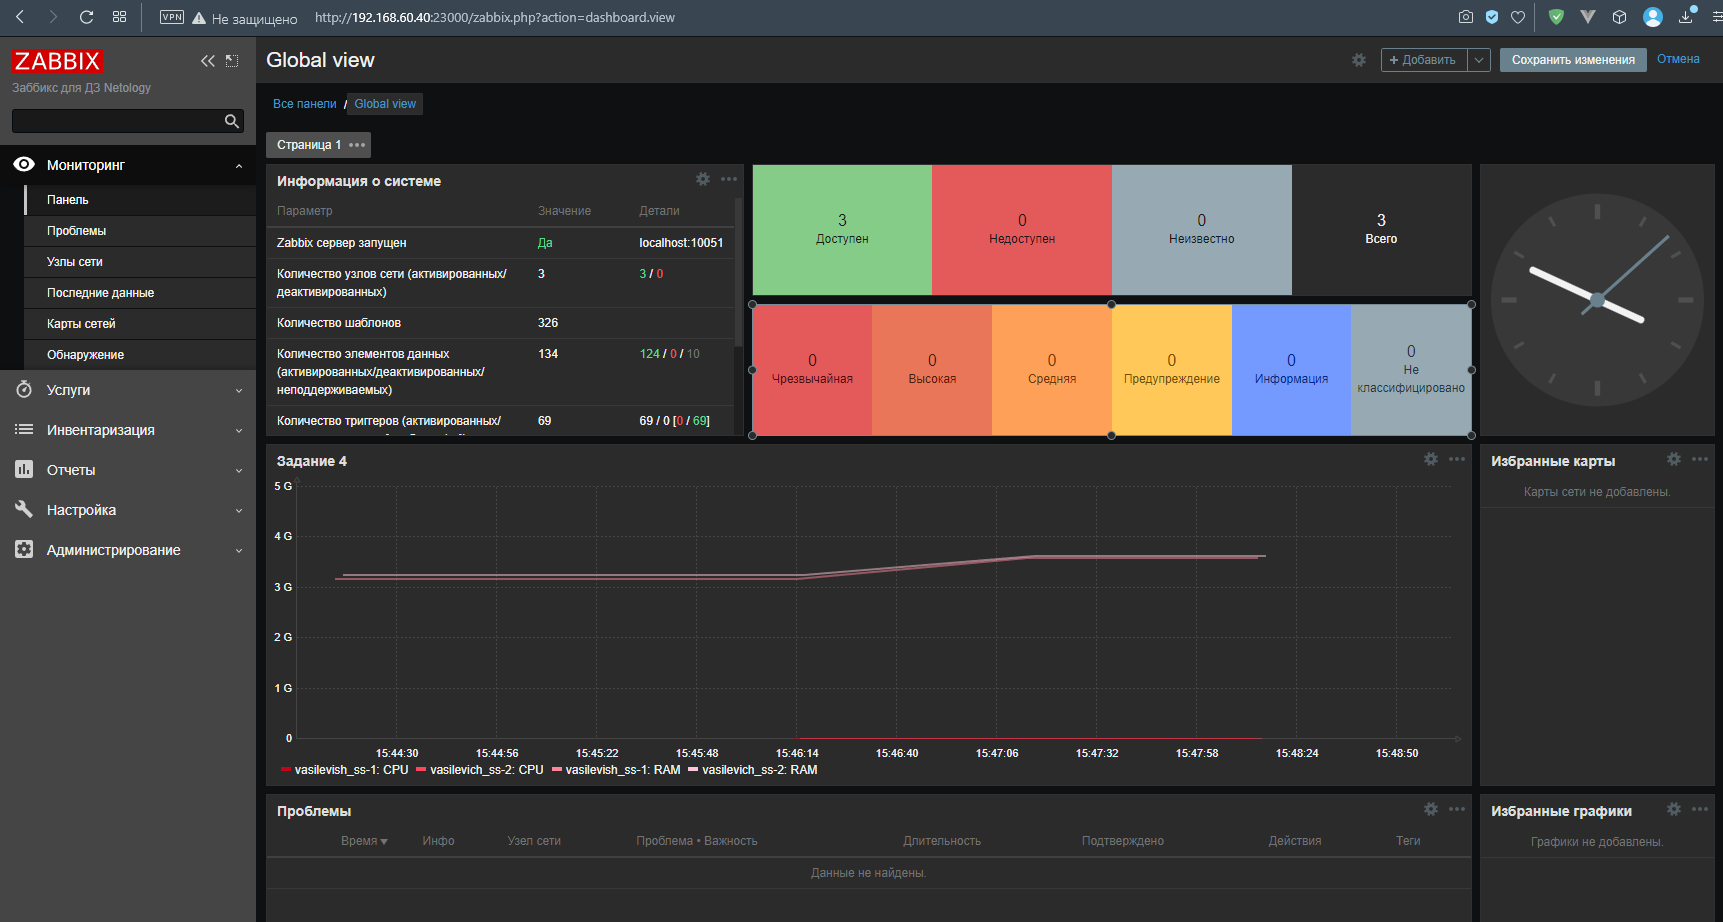 VPN Не защищено http://192.168.60.40:23000/zabbix.php?action=dashboard.view
ZABBIX
Заббикс для ДЗ Netology
Мониторинг
Панель
Проблемы
Узлы сети
Последние данные
Карты сетей
Обнаружение
Услуги
Инвентаризация
Отчеты
Настройка
Администрирование
Global view
+ Добавить
Сохранить изменения
Отмена
Все панели / Global view
Страница 1
Информация о системе
Параметр Значение Детали
Zabbix сервер запущен Да localhost:10051
Количество узлов сети (активированных/ 3 3 / 0
деактивированных)
Количество шаблонов 326
Количество элементов данных 134 124 / 0 / 10
(активированных/деактивированных/
неподдерживаемых)
Количество триггеров (активированных/ 69 69 / 0 [0 / 69]
3 0 0 3
Доступен Недоступен Неизвестно Всего
0 0 0 0 0 0
Чрезвычайная Высокая Средняя Предупреждение Информация Не
классифицировано
Задание 4
5 G
4 G
3 G
2 G
1 G
0
15:44:30 15:44:56 15:45:22 15:45:48 15:46:14 15:46:40 15:47:06 15:47:32 15:47:58 15:48:24 15:48:50
vasilevish_ss-1: CPU vasilevich_ss-2: CPU vasilevish_ss-1: RAM vasilevich_ss-2: RAM
Избранные карты
Карты сети не добавлены.
Проблемы
Время Инфо Узел сети Проблема • Важность Длительность Подтверждено Действия Теги
Данные не найдены.
Избранные графики
Графики не добавлены.